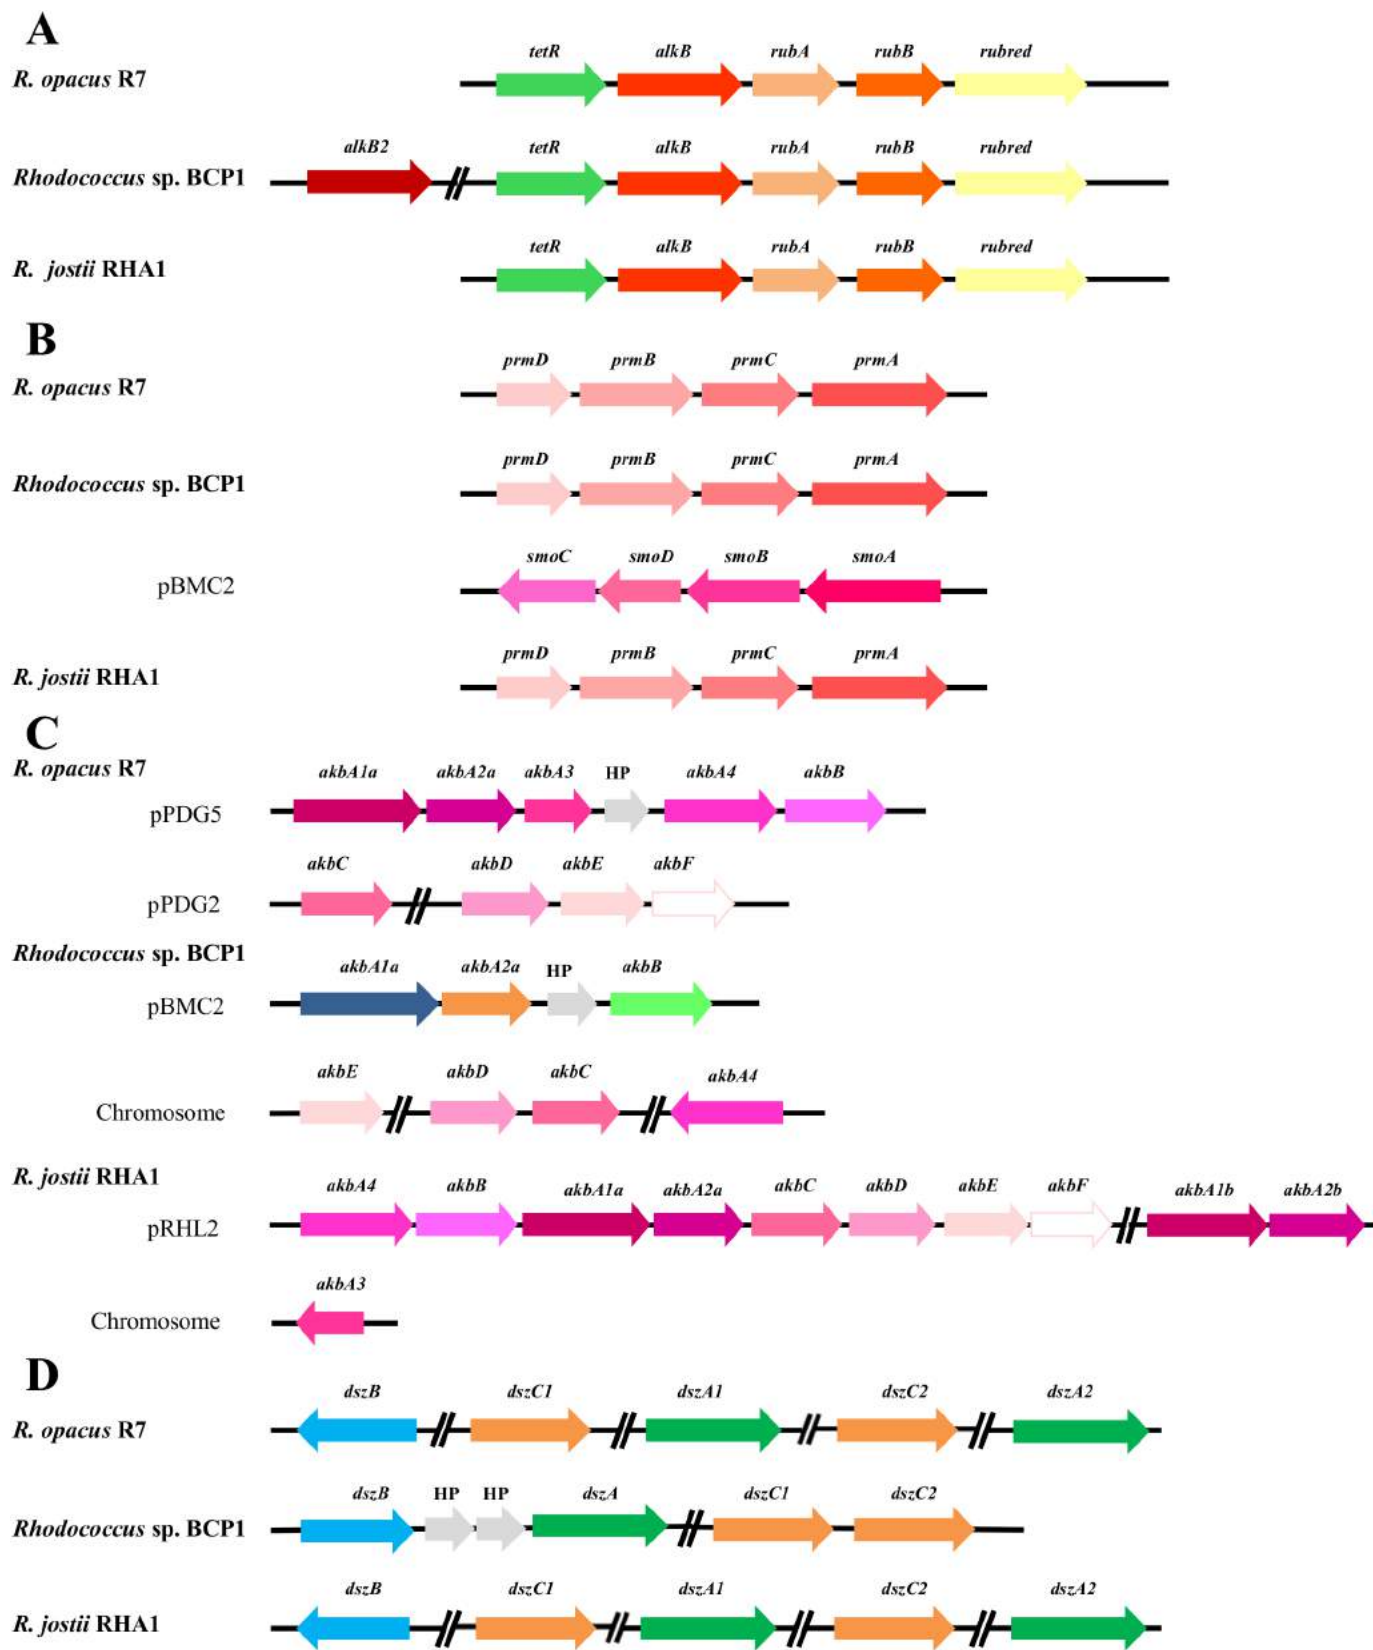 A
tetR alkB rubA rubB rubred
R. opacus R7
alkB2 tetR alkB rubA rubB rubred
Rhodococcus sp. BCP1
tetR alkB rubA rubB rubred
R. jostii RHA1
B
prmD prmB prmC prmA
R. opacus R7
prmD prmB prmC prmA
Rhodococcus sp. BCP1
smoC smoD smoB smoA
pBMC2
prmD prmB prmC prmA
R. jostii RHA1
C
R. opacus R7
akbA1a akbA2a akbA3 HP akbA4 akbB
pPDG5
akbC akbD akbE akbF
pPDG2
Rhodococcus sp. BCP1
akbA1a akbA2a HP akbB
pBMC2
akbE akbD akbC akbA4
Chromosome
R. jostii RHA1
akbA4 akbB akbA1a akbA2a akbC akbD akbE akbF akbA1b akbA2b
pRHL2
akbA3
Chromosome
D
dszB dszC1 dszA1 dszC2 dszA2
R. opacus R7
dszB HP HP dszA dszC1 dszC2
Rhodococcus sp. BCP1
dszB dszC1 dszA1 dszC2 dszA2
R. jostii RHA1